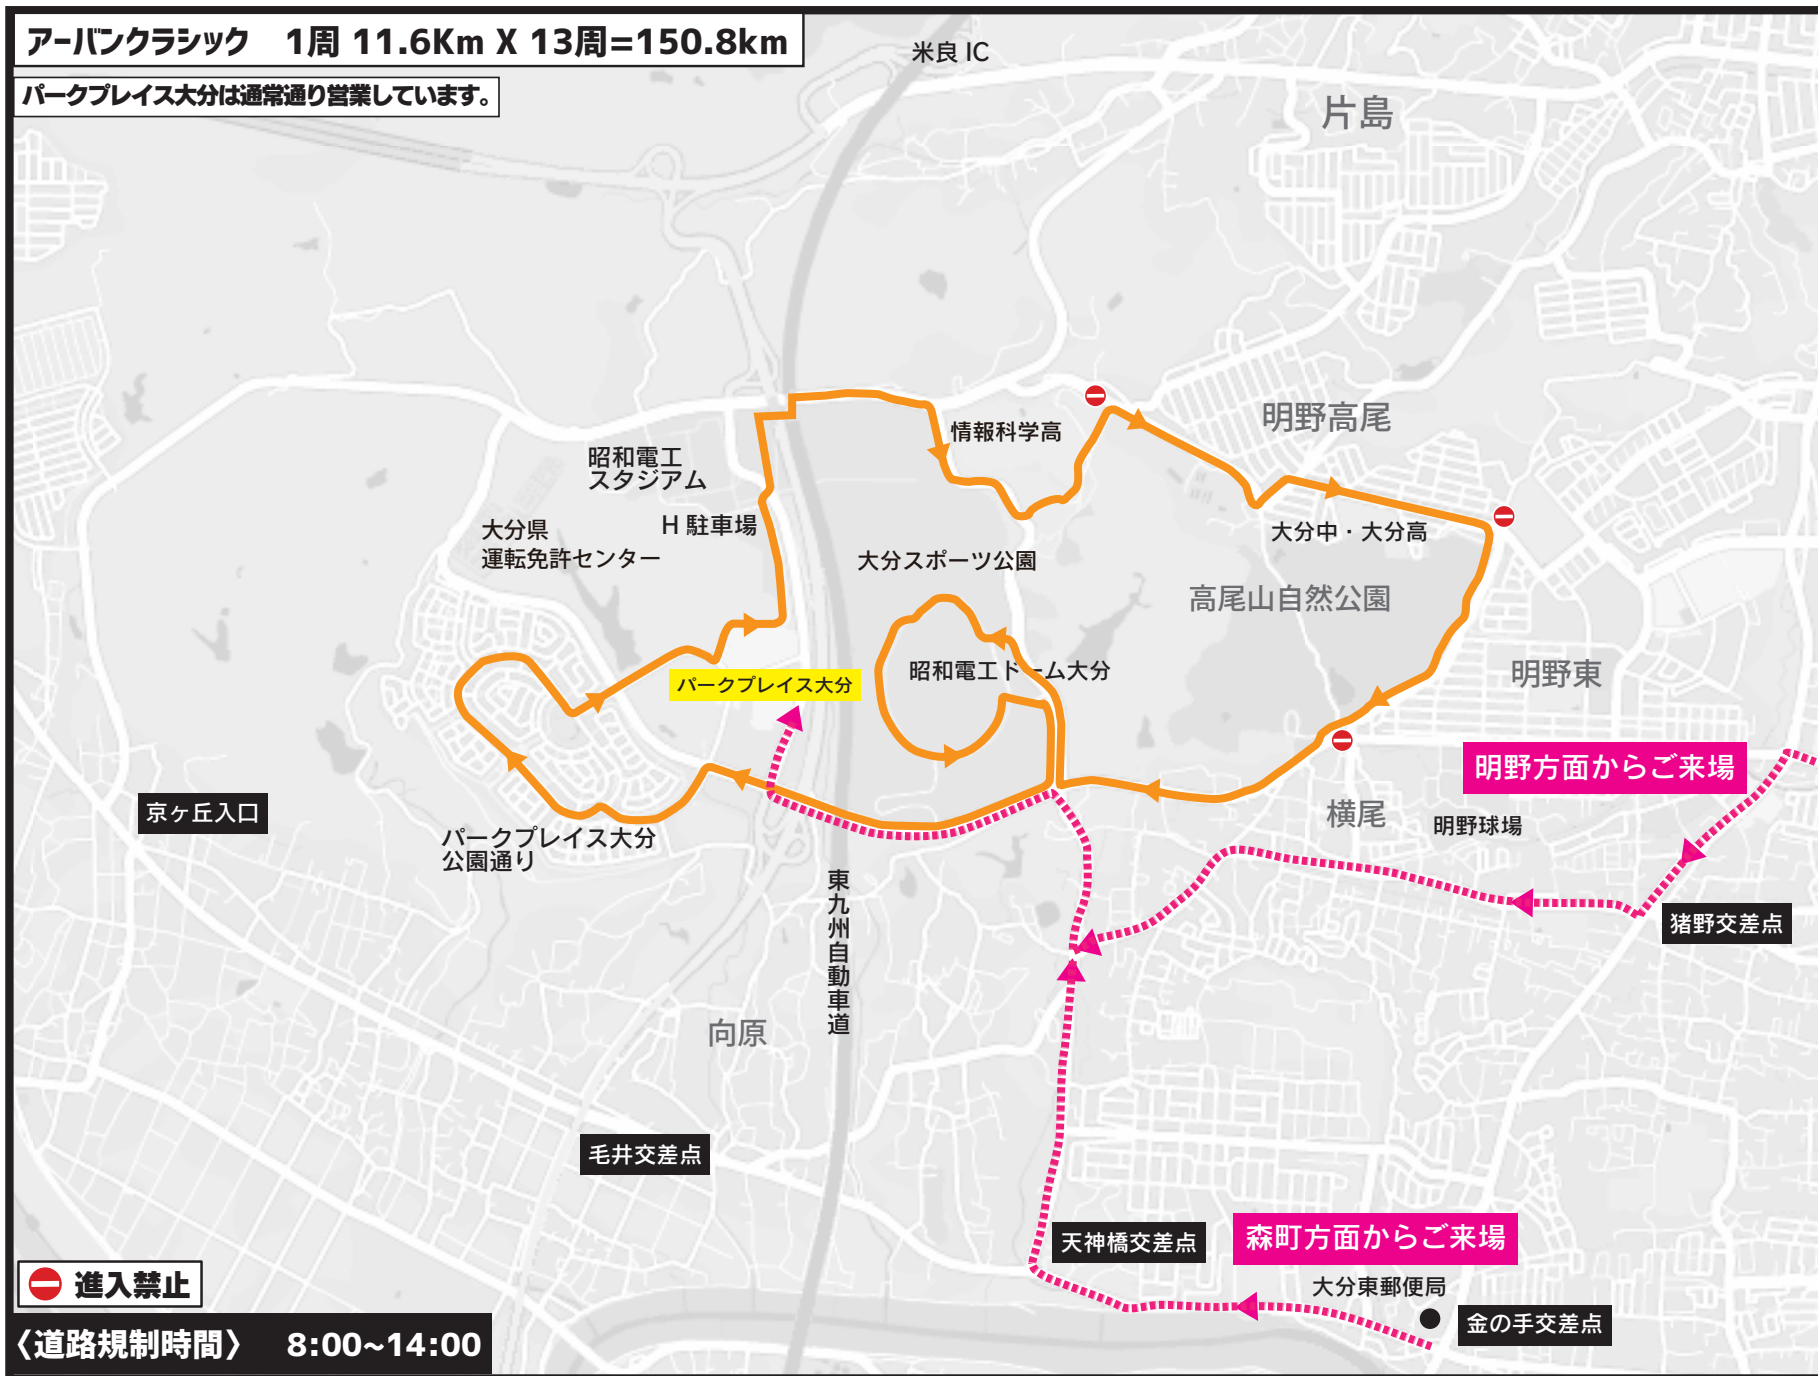 アーバンクラシック　1周 11.6Km X 13周=150.8km
パークプレイス大分は通常通り営業しています。
米良 IC
片島
明野高尾
情報科学高
昭和電工
スタジアム
大分県
運転免許センター
H 駐車場
大分中・大分高
大分スポーツ公園
高尾山自然公園
昭和電工ドーム大分
明野東
パークプレイス大分
明野方面からご来場
京ヶ丘入口
横尾
明野球場
パークプレイス大分
公園通り
東九州自動車道
猪野交差点
向原
毛井交差点
天神橋交差点
森町方面からご来場
大分東郵便局
金の手交差点
進入禁止
〈道路規制時間〉　8:00~14:00